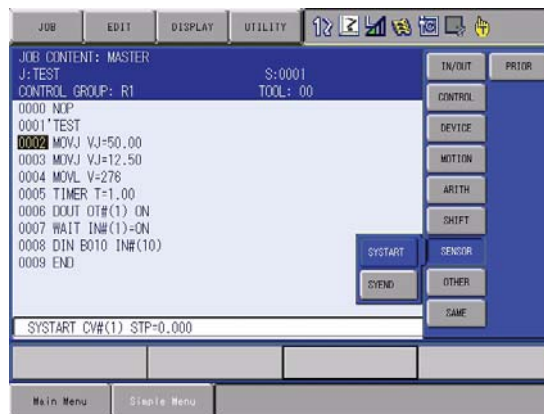 JOB EDIT DISPLAY UTILITY
JOB CONTENT: MASTER
J:TEST S:0001
CONTROL GROUP: R1 TOOL: 00
0000 NOP
0001'TEST
0002 MOVJ VJ=50.00
0003 MOVJ VJ=12.50
0004 MOVL V=276
0005 TIMER T=1.00
0006 DOUT OT#(1) ON
0007 WAIT IN#(1)=ON
0008 DIN B010 IN#(10)
0009 END
SYSTART
SYEND
IN/OUT
CONTROL
DEVICE
MOTION
ARITH
SHIFT
SENSOR
OTHER
SAME
PRIOR
SYSTART CV#(1) STP=0.000
Main Menu Simple Menu